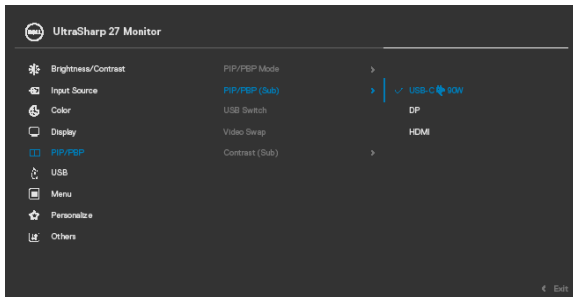 DELL UltraSharp 27 Monitor
Brightness/Contrast PIP/PBP Mode
Input Source PIP/PBP (Sub) USB-C 90W
Color USB Switch DP
Display Video Swap HDMI
PIP/PBP Contrast (Sub)
USB
Menu
Personalize
Others
Exit